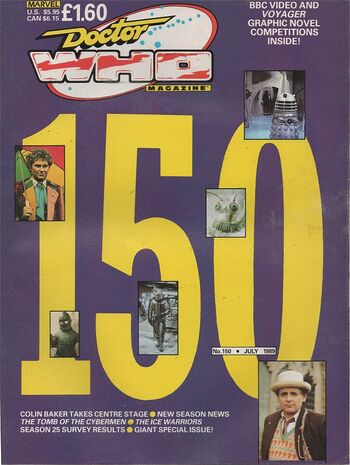 MARVEL
U.S. $5.95
CAN $6.15
£1.60
Doctor
WHO
MAGAZINE
BBC VIDEO AND
VOYAGER
GRAPHIC NOVEL
COMPETITIONS
INSIDE!
150
No.150 • JULY 1989
COLIN BAKER TAKES CENTRE STAGE ● NEW SEASON NEWS
THE TOMB OF THE CYBERMEN ● THE ICE WARRIORS
SEASON 25 SURVEY RESULTS ● GIANT SPECIAL ISSUE!